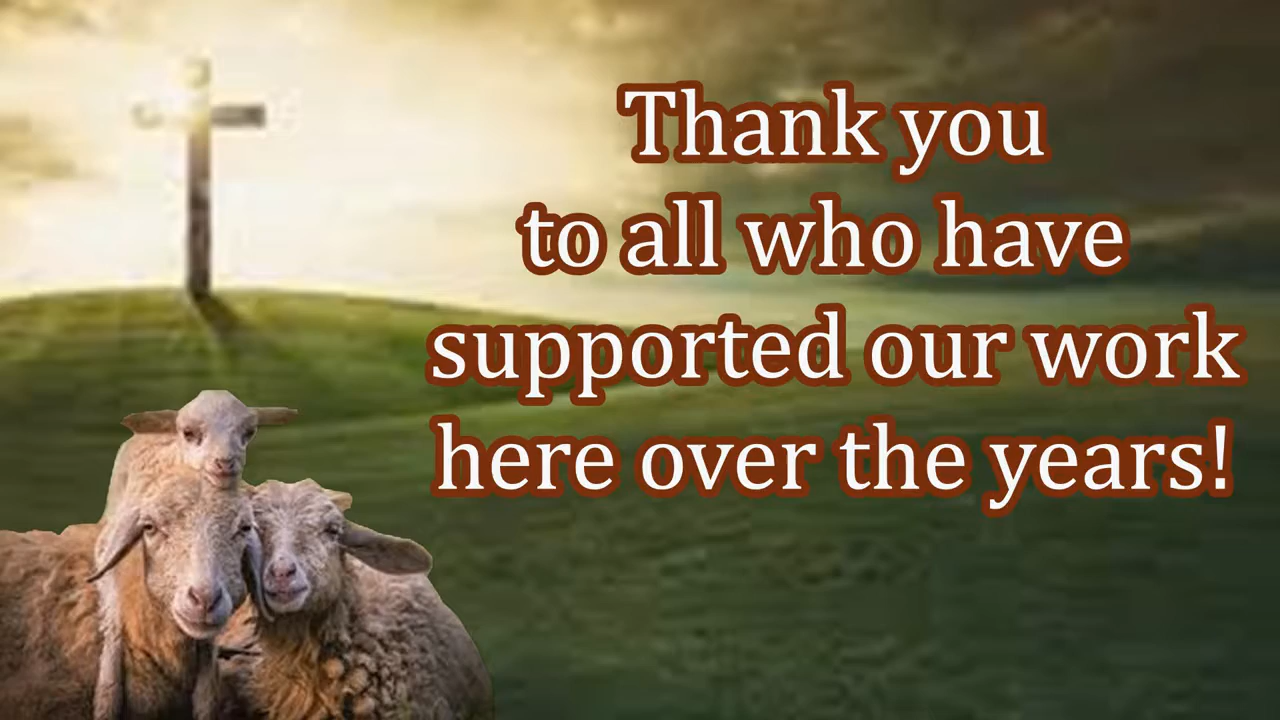 Thank you
to all who have
supported our work
here over the years!